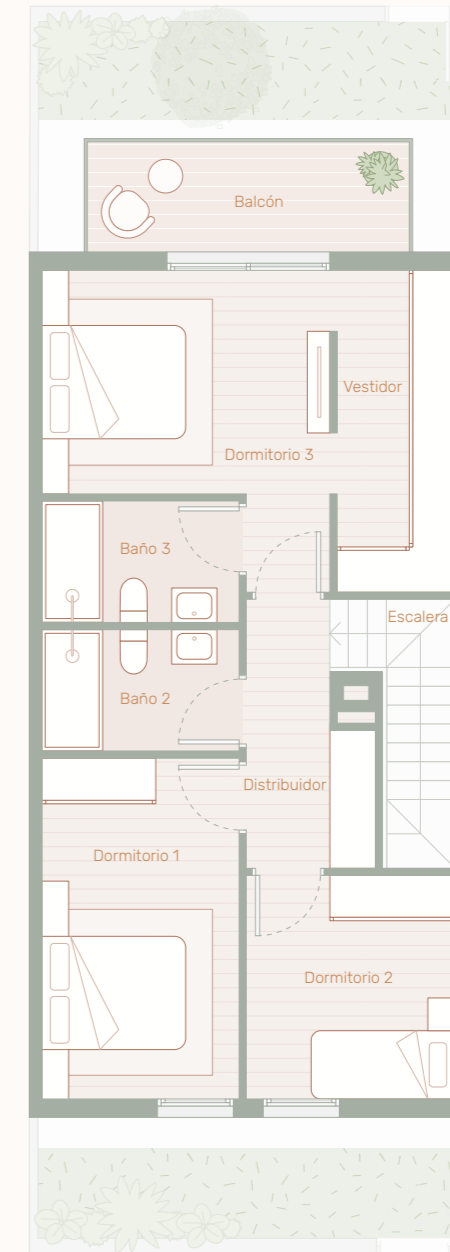 Balcón
Vestidor
Dormitorio 3
Baño 3
Escalera
Baño 2
Distribuidor
Dormitorio 1
Dormitorio 2